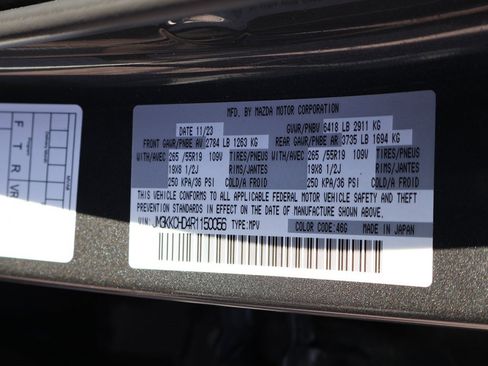 MFD. BY MAZDA MOTOR CORPORATION
DATE 11/23 GVWR/PNBV 6418 LB 2911 KG
FRONT GAWR/PNBE AV 2784 LB 1263 KG REAR GAWR/PNBE AR 3735 LB 1694 KG
WITH/AVEC 265 /55R19 109V TIRES/PNEUS WITH/AVEC 265 /55R19 109V TIRES/PNEUS
19X8 1/2J RIMS/JANTES 19X8 1/2J RIMS/JANTES
250 KPA/36 PSI COLD/A FROID 250 KPA/36 PSI COLD/A FROID
THIS VEHICLE CONFORMS TO ALL APPLICABLE FEDERAL MOTOR VEHICLE SAFETY AND THEFT
PREVENTION STANDARDS IN EFFECT ON THE DATE OF MANUFACTURE SHOWN ABOVE.
VIN: JM3KKCHD4R1150056 TYPE:MPV COLOR CODE:46G MADE IN JAPAN
F T R VR